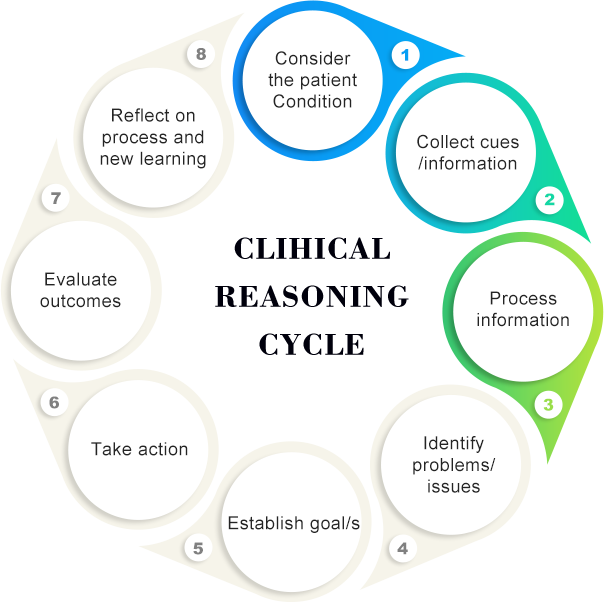 CLIHICAL
REASONING
CYCLE
Consider
the patient
Condition
1
Collect cues
/information
2
Process
information
3
Identify
problems/
issues
4
Establish goal/s
5
Take action
6
Evaluate
outcomes
7
Reflect on
process and
new learning
8